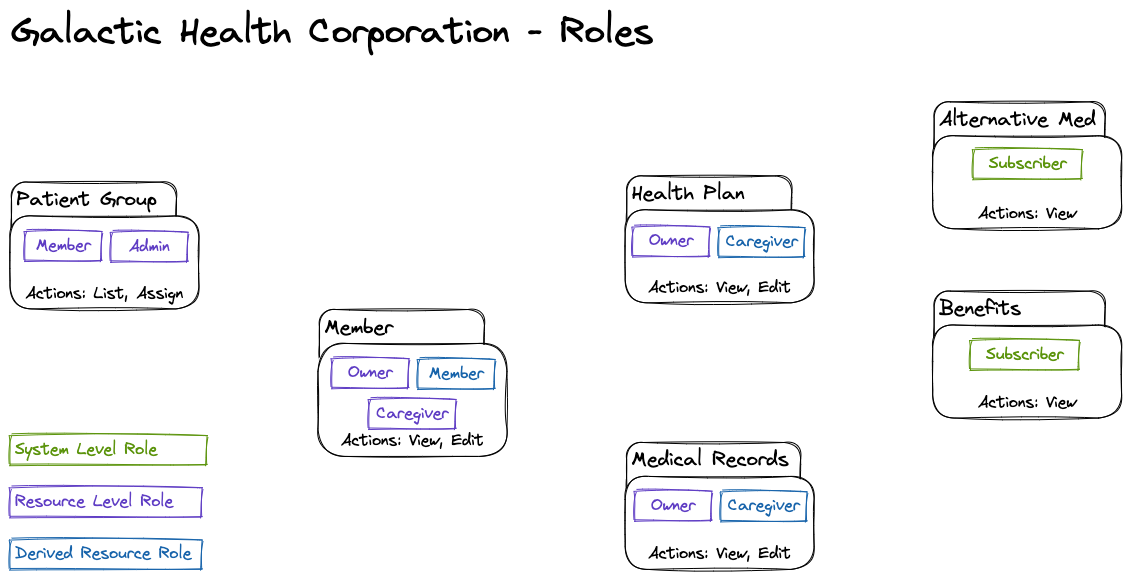 Galactic Health Corporation - Roles
Patient Group
Member Admin
Actions: List, Assign
Member
Owner Member
Caregiver
Actions: View, Edit
Health Plan
Owner Caregiver
Actions: View, Edit
Medical Records
Owner Caregiver
Actions: View, Edit
Alternative Med
Subscriber
Actions: View
Benefits
Subscriber
Actions: View
System Level Role
Resource Level Role
Derived Resource Role